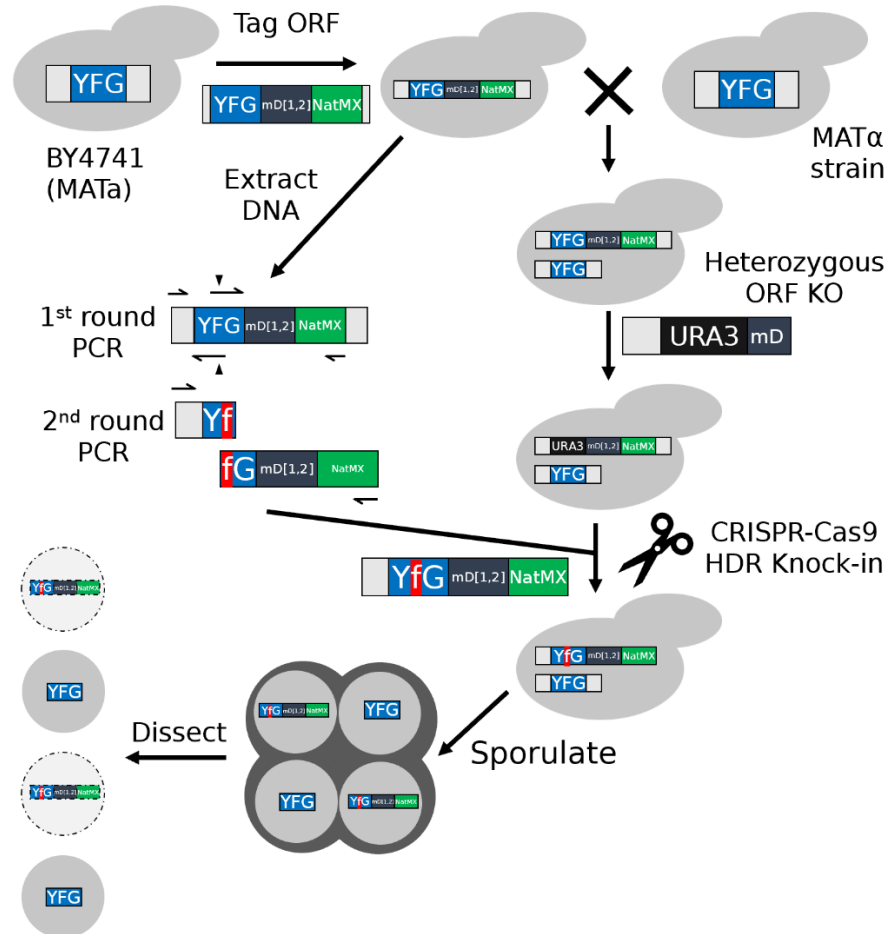 Tag ORF
YFG
YFG mD[1,2] NatMX
YFG mD[1,2] NatMX
YFG
BY4741
(MATa)
MATα
strain
Extract
DNA
YFG mD[1,2] NatMX
YFG
Heterozygous
ORF KO
URA3 mD
1st round
PCR
YFG mD[1,2] NatMX
2nd round
PCR
Yf
fG mD[1,2] NatMX
URA3 mD[1,2] NatMX
YFG
CRISPR-Cas9
HDR Knock-in
YfG mD[1,2] NatMX
YfG mD[1,2] NatMX
YFG
Sporulate
YfG mD[1,2] NatMX
YFG
YFG
YfG mD[1,2] NatMX
Dissect
YfG mD[1,2] NatMX
YFG
YfG mD[1,2] NatMX
YFG